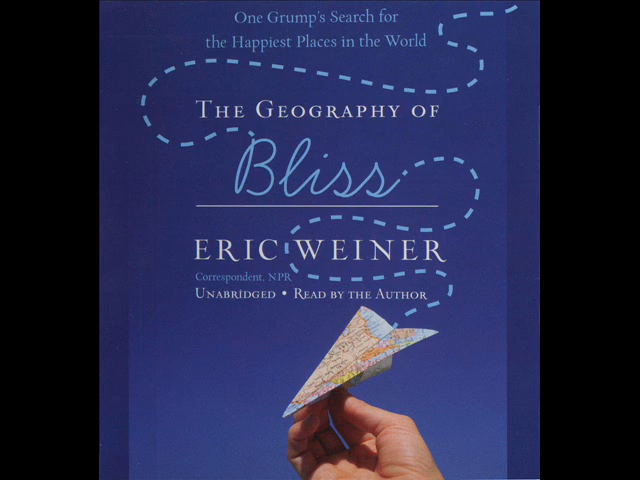 One Grump's Search for
the Happiest Places in the World
The Geography of
Bliss
ERIC WEINER
Correspondent, NPR
Unabridged • Read by the Author